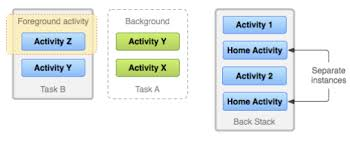 Foreground activity
Activity Z
Activity Y
Task B
Background
Activity Y
Activity X
Task A
Activity 1
Home Activity
Activity 2
Home Activity
Back Stack
Separate
instances